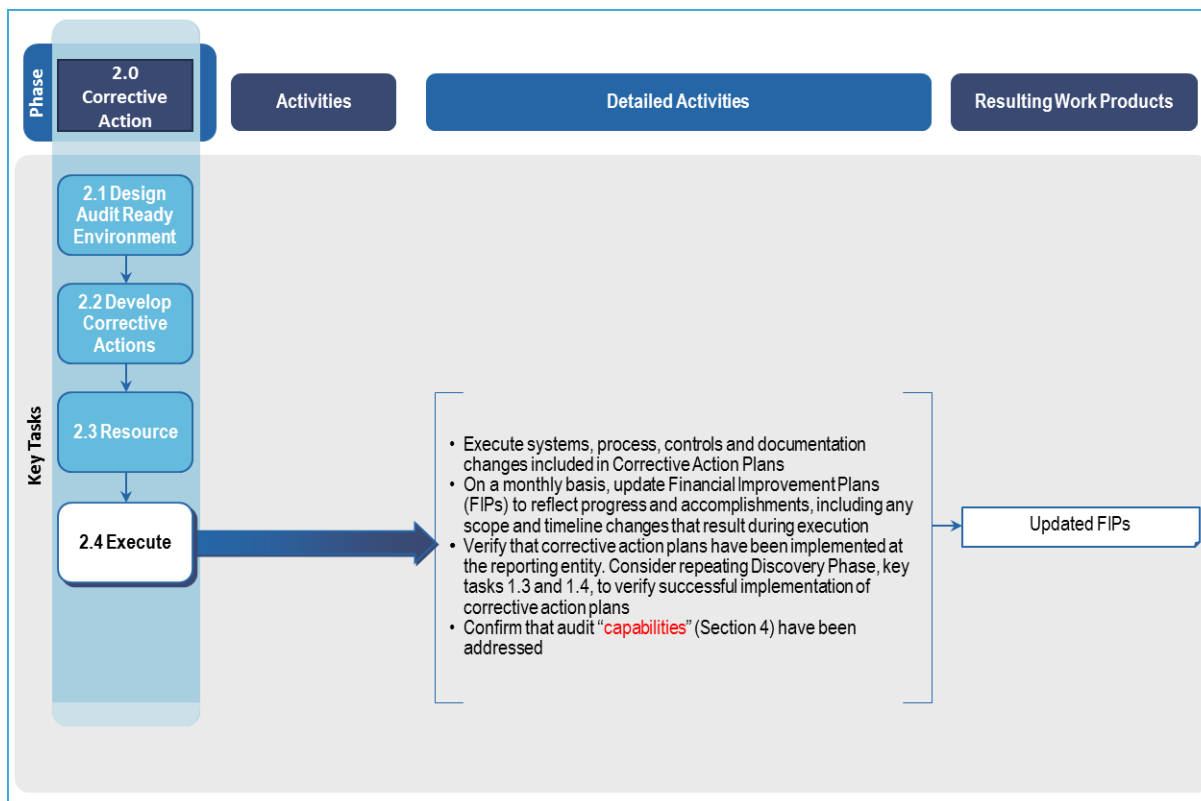 Phase
2.0
Corrective
Action
Activities
Detailed Activities
Resulting Work Products
Key Tasks
2.1 Design
Audit Ready
Environment
2.2 Develop
Corrective
Actions
2.3 Resource
2.4 Execute
• Execute systems, process, controls and documentation
changes included in Corrective Action Plans
• On a monthly basis, update Financial Improvement Plans
(FIPs) to reflect progress and accomplishments, including any
scope and timeline changes that result during execution
• Verify that corrective action plans have been implemented at
the reporting entity. Consider repeating Discovery Phase, key
tasks 1.3 and 1.4, to verify successful implementation of
corrective action plans
• Confirm that audit “capabilities” (Section 4) have been
addressed
Updated FIPs